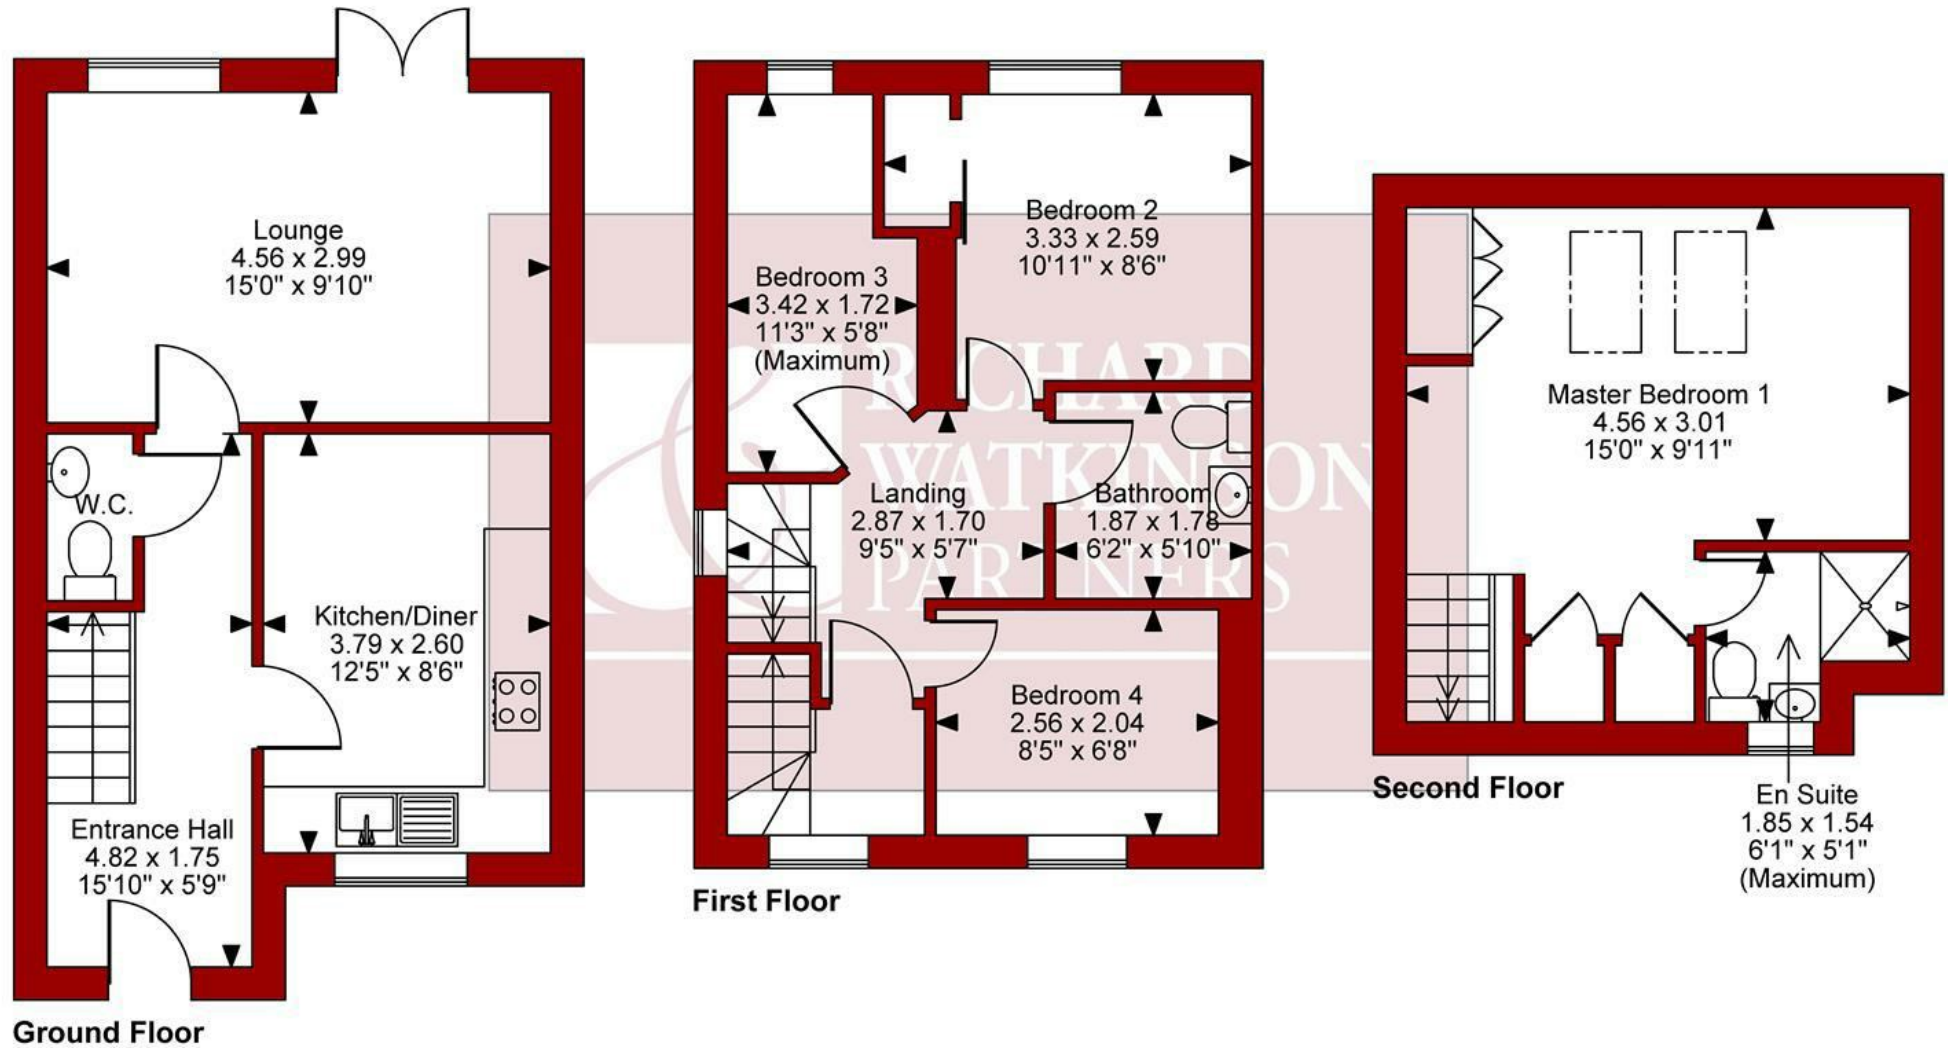 Lounge
4.56 x 2.99
15'0" x 9'10"
W.C.
Kitchen/Diner
3.79 x 2.60
12'5" x 8'6"
Entrance Hall
4.82 x 1.75
15'10" x 5'9"
Ground Floor
Bedroom 2
3.33 x 2.59
10'11" x 8'6"
Bedroom 3
3.42 x 1.72
11'3" x 5'8"
(Maximum)
Landing
2.87 x 1.70
9'5" x 5'7"
Bathroom
1.87 x 1.78
6'2" x 5'10"
Bedroom 4
2.56 x 2.04
8'5" x 6'8"
First Floor
Master Bedroom 1
4.56 x 3.01
15'0" x 9'11"
Second Floor
En Suite
1.85 x 1.54
6'1" x 5'1"
(Maximum)
RICHARD
WATKINSON
PARTNERS